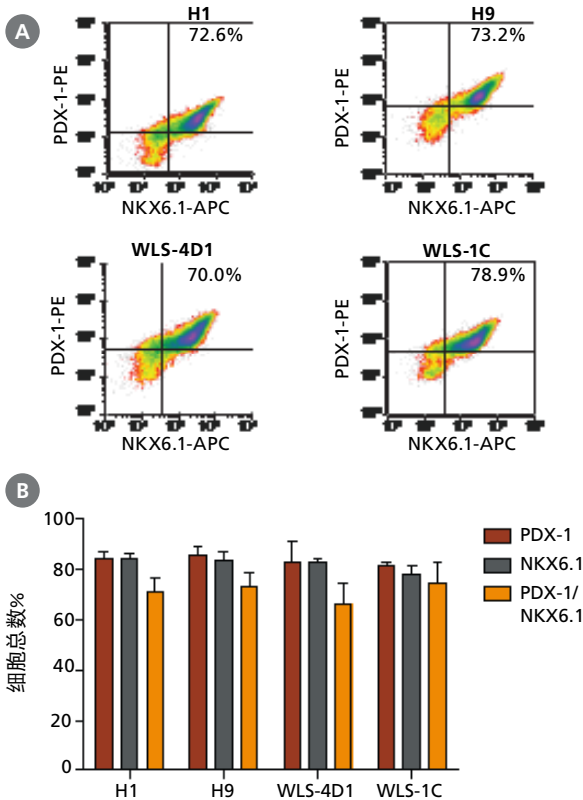 A
H1
72.6%
PDX-1-PE
NKX6.1-APC
H9
73.2%
PDX-1-PE
NKX6.1-APC
WLS-4D1
70.0%
PDX-1-PE
NKX6.1-APC
WLS-1C
78.9%
PDX-1-PE
NKX6.1-APC
B
细胞总数%
100
80
60
40
20
0
H1
H9
WLS-4D1
WLS-1C
PDX-1
NKX6.1
PDX-1/
NKX6.1